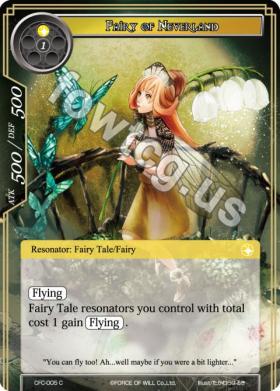 Fairy of Neverland
1
ATK 500 / DEF 500
fowtcg.us
Resonator: Fairy Tale/Fairy
Flying
Fairy Tale resonators you control with total
cost 1 gain Flying.
"You can fly too! Ah...well maybe if you were a bit lighter..."
CFC-005 C
©FORCE OF WILL Co.,Ltd.